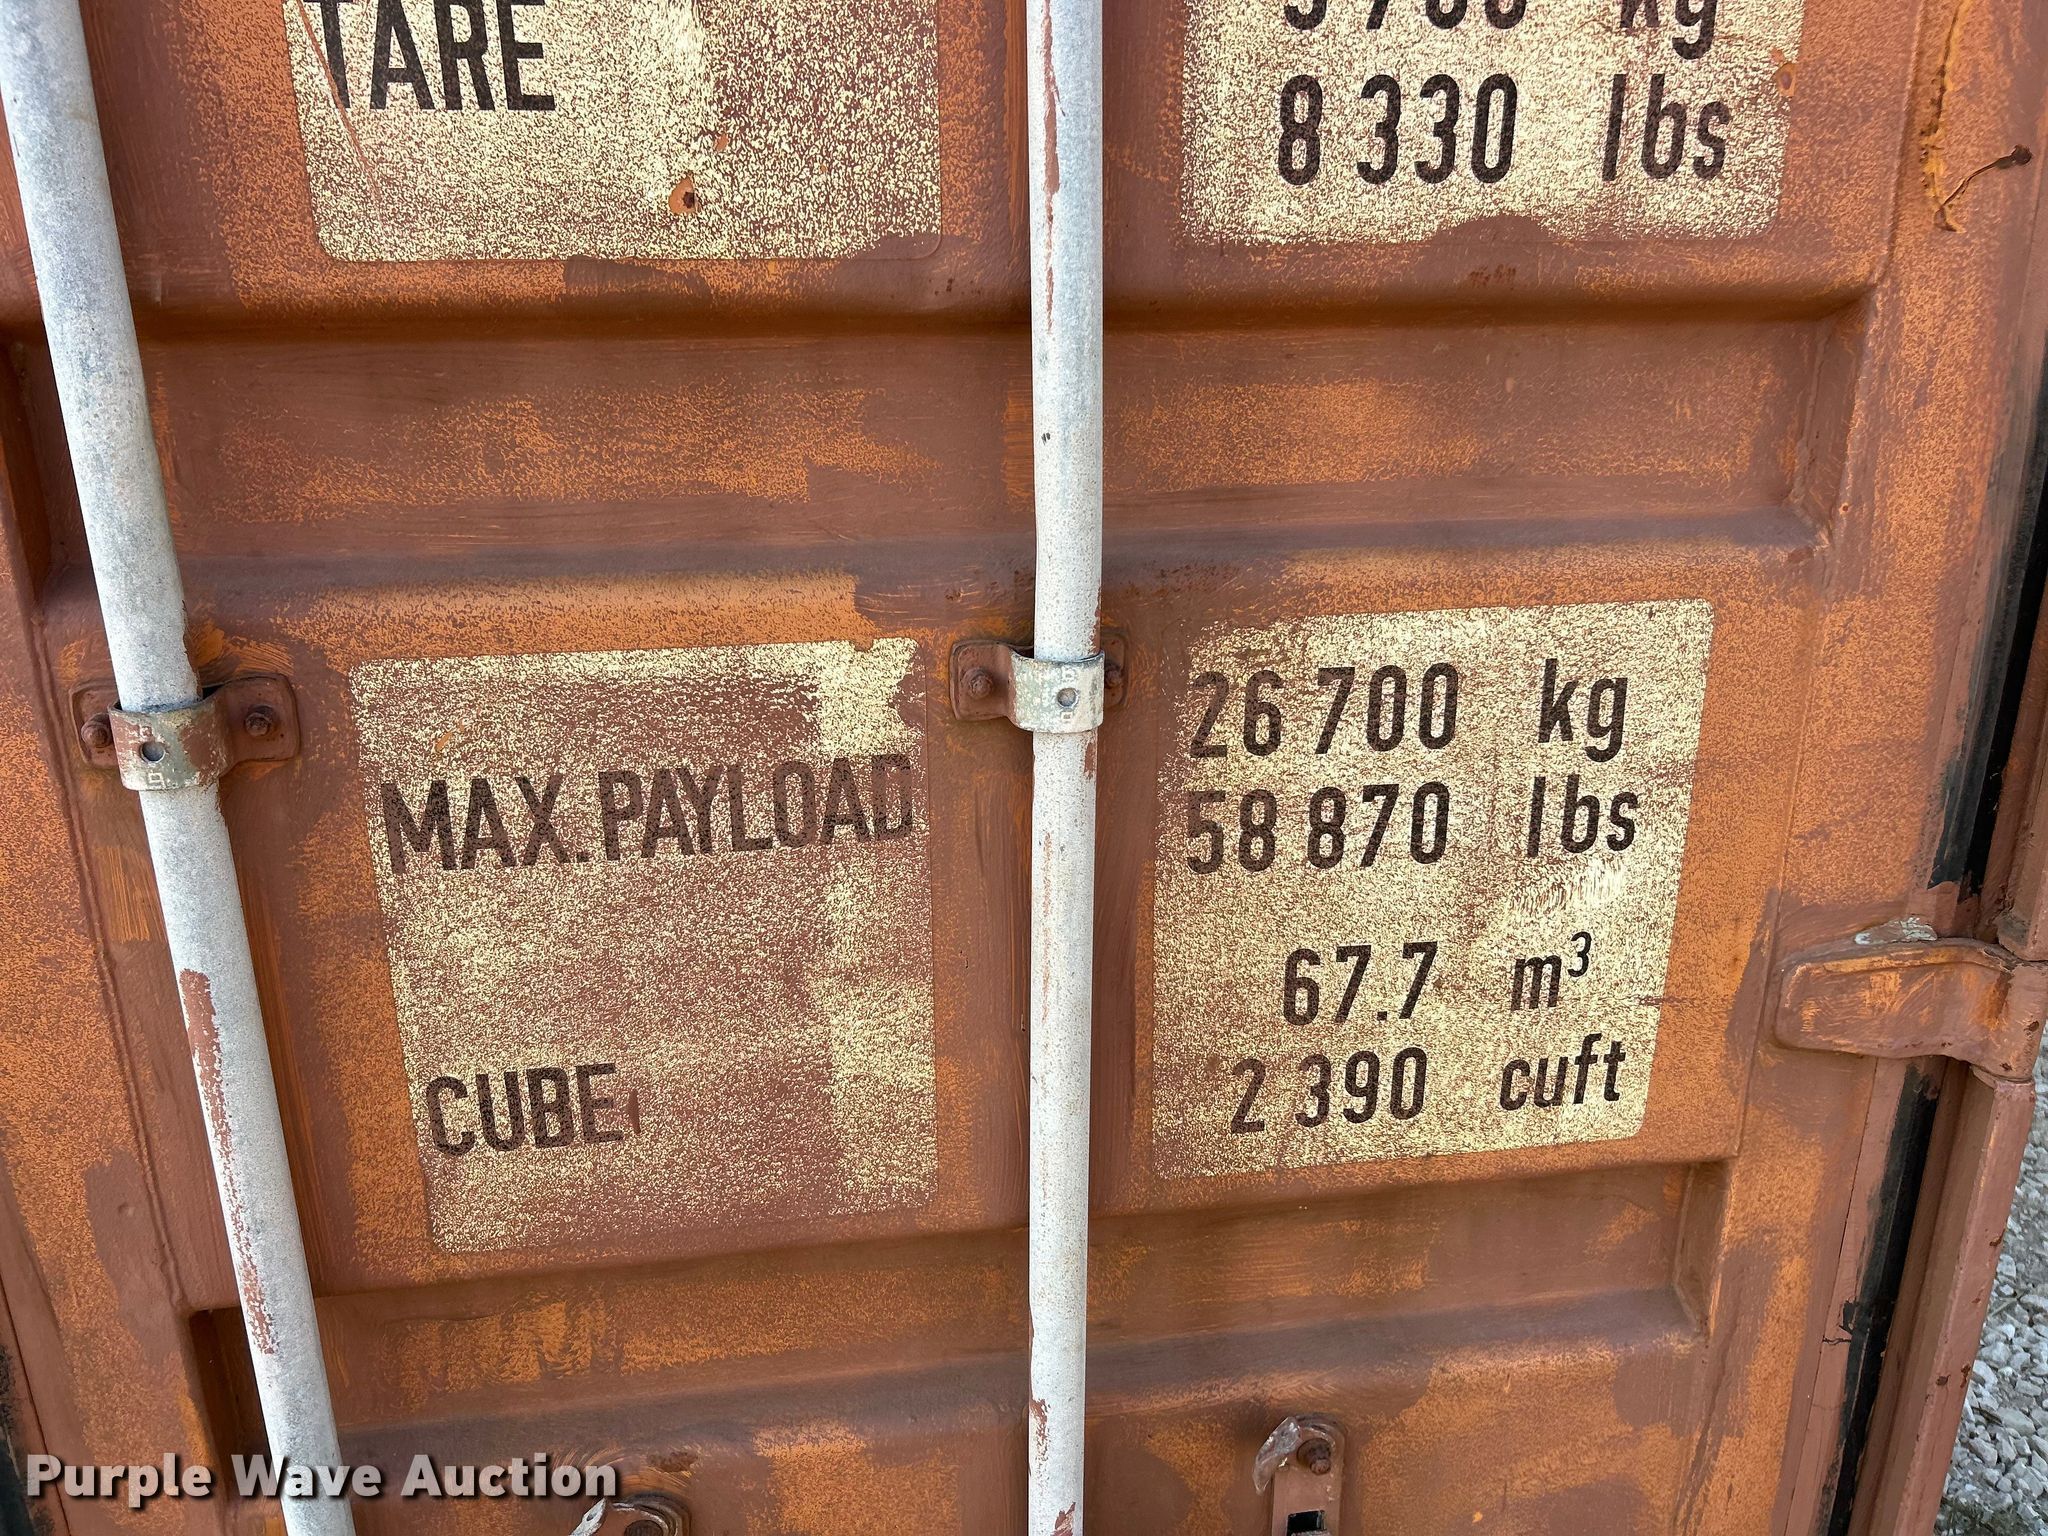 TARE
kg
8 330 lbs
MAX.PAYLOAD
26 700 kg
58 870 lbs
67.7 m³
CUBE
2 390 cuft
Purple Wave Auction